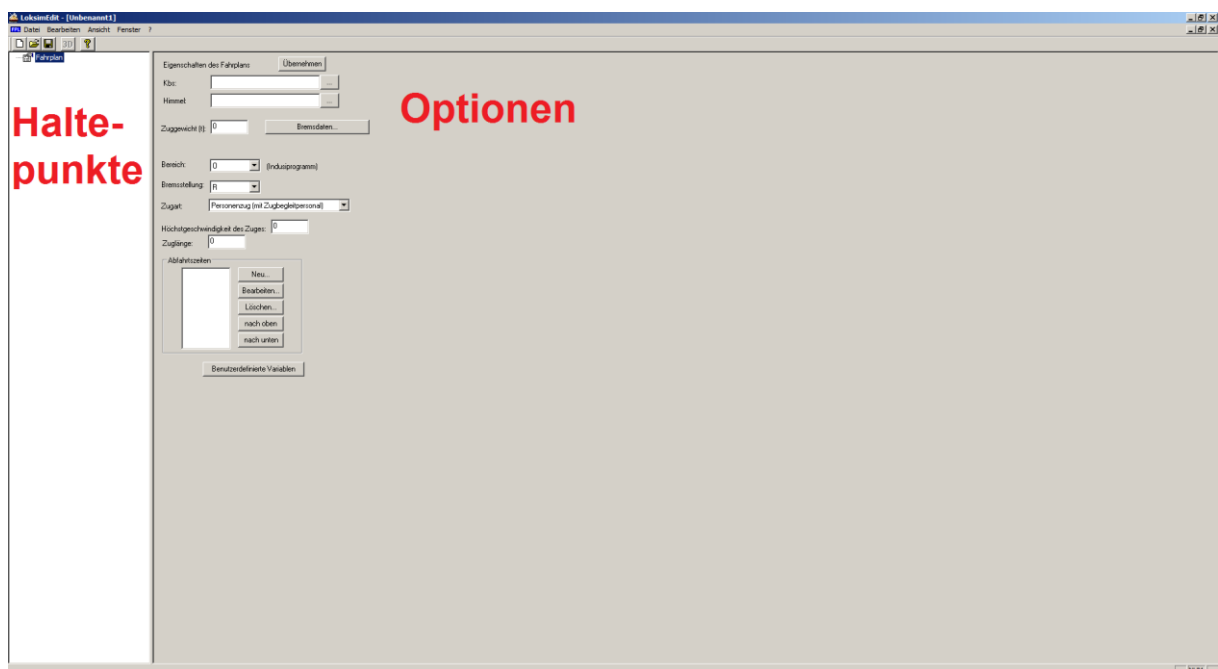 LoksimEdit - [Unbenannt1]
Datei Bearbeiten Ansicht Fenster ?
3D ?
Fahrplan
Halte-
punkte
Optionen
Eigenschaften des Fahrplans Übernehmen
Kbs: ...
Himmel: ...
Zuggewicht (t): 0 Bremsdaten...
Bereich: 0 (Indusiprogramm)
Bremsstellung: R
Zugart: Personenzug (mit Zugbegleitpersonal)
Höchstgeschwindigkeit des Zuges: 0
Zuglänge: 0
Abfahrtszeiten
Neu...
Bearbeiten...
Löschen...
nach oben
nach unten
Benutzerdefinierte Variablen